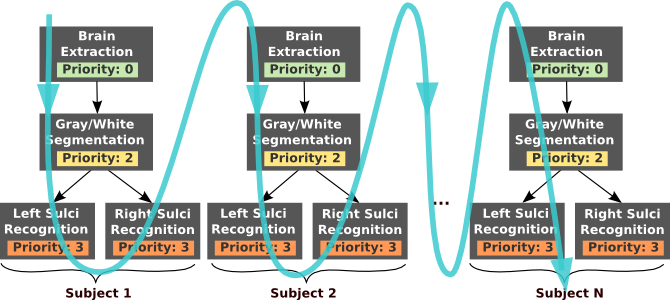 Brain
Extraction
Priority: 0
Gray/White
Segmentation
Priority: 2
Left Sulci
Recognition
Priority: 3
Right Sulci
Recognition
Priority: 3
Subject 1
Brain
Extraction
Priority: 0
Gray/White
Segmentation
Priority: 2
Left Sulci
Recognition
Priority: 3
Right Sulci
Recognition
Priority: 3
Subject 2
...
Brain
Extraction
Priority: 0
Gray/White
Segmentation
Priority: 2
Left Sulci
Recognition
Priority: 3
Right Sulci
Recognition
Priority: 3
Subject N